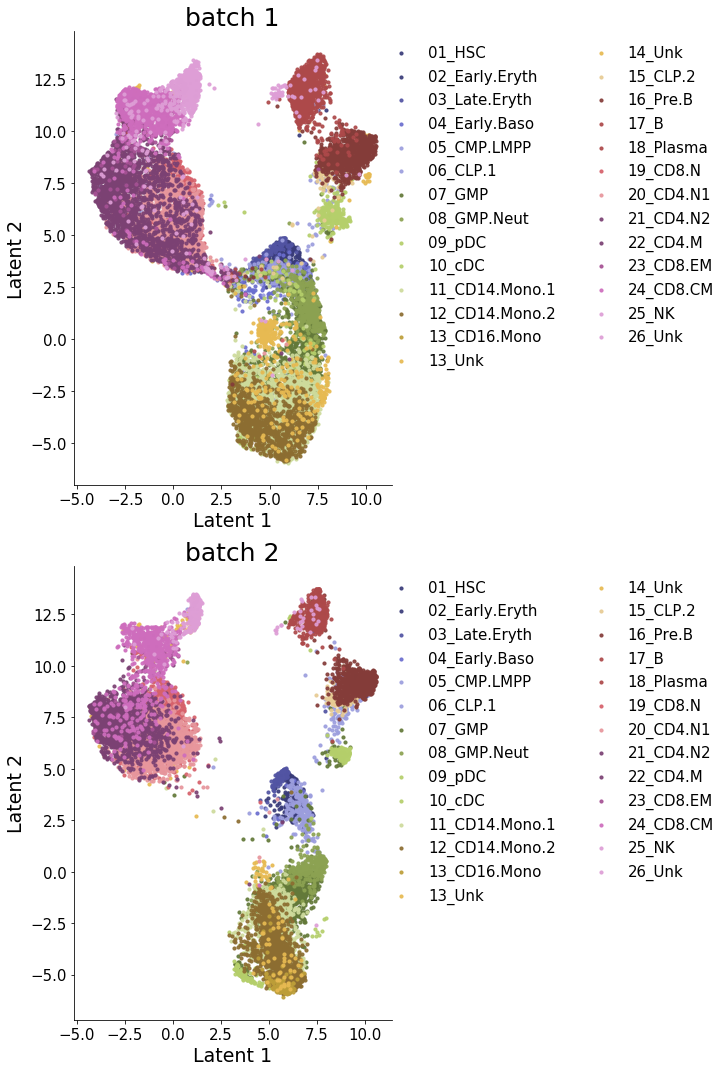 batch 1
12.5
10.0
7.5
5.0
2.5
0.0
−2.5
−5.0
Latent 2
−5.0 −2.5 0.0 2.5 5.0 7.5 10.0
Latent 1
01_HSC
02_Early.Eryth
03_Late.Eryth
04_Early.Baso
05_CMP.LMPP
06_CLP.1
07_GMP
08_GMP.Neut
09_pDC
10_cDC
11_CD14.Mono.1
12_CD14.Mono.2
13_CD16.Mono
13_Unk
14_Unk
15_CLP.2
16_Pre.B
17_B
18_Plasma
19_CD8.N
20_CD4.N1
21_CD4.N2
22_CD4.M
23_CD8.EM
24_CD8.CM
25_NK
26_Unk
batch 2
12.5
10.0
7.5
5.0
2.5
0.0
−2.5
−5.0
Latent 2
−5.0 −2.5 0.0 2.5 5.0 7.5 10.0
Latent 1
01_HSC
02_Early.Eryth
03_Late.Eryth
04_Early.Baso
05_CMP.LMPP
06_CLP.1
07_GMP
08_GMP.Neut
09_pDC
10_cDC
11_CD14.Mono.1
12_CD14.Mono.2
13_CD16.Mono
13_Unk
14_Unk
15_CLP.2
16_Pre.B
17_B
18_Plasma
19_CD8.N
20_CD4.N1
21_CD4.N2
22_CD4.M
23_CD8.EM
24_CD8.CM
25_NK
26_Unk